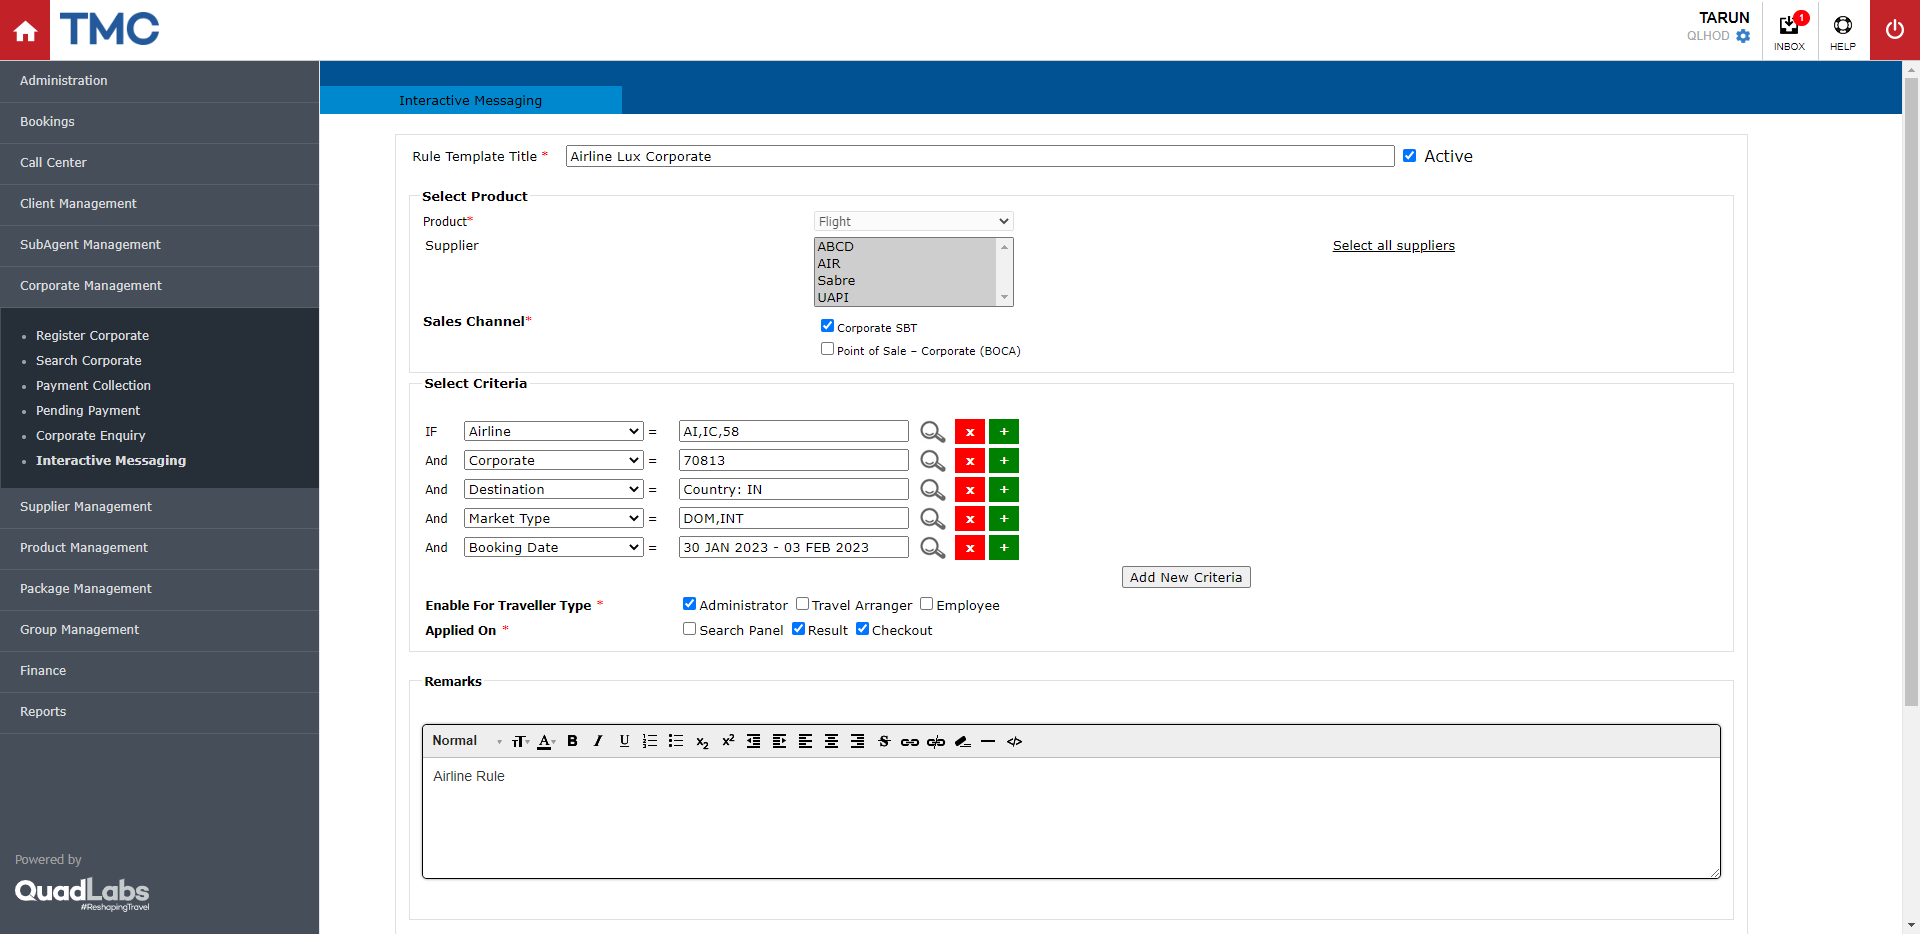 TMC
TARUN
QLHOD
1
INBOX
HELP
Administration
Bookings
Call Center
Client Management
SubAgent Management
Corporate Management
Register Corporate
Search Corporate
Payment Collection
Pending Payment
Corporate Enquiry
Interactive Messaging
Supplier Management
Product Management
Package Management
Group Management
Finance
Reports
Powered by
QuadLabs
#ReshapingTravel
Interactive Messaging
Rule Template Title * Airline Lux Corporate Active
Select Product
Product* Flight
Supplier ABCD Select all suppliers
AIR
Sabre
UAPI
Sales Channel* Corporate SBT
Point of Sale – Corporate (BOCA)
Select Criteria
IF Airline = AI,IC,58 x +
And Corporate = 70813 x +
And Destination = Country: IN x +
And Market Type = DOM,INT x +
And Booking Date = 30 JAN 2023 - 03 FEB 2023 x +
Add New Criteria
Enable For Traveller Type * Administrator Travel Arranger Employee
Applied On * Search Panel Result Checkout
Remarks
Normal
Airline Rule